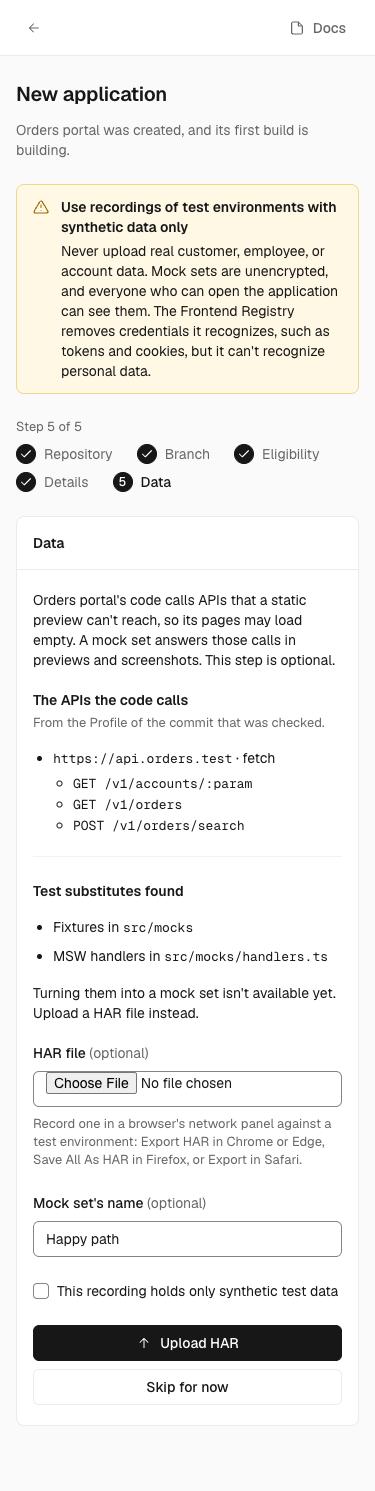 Docs
New application
Orders portal was created, and its first build is
building.
Use recordings of test environments with
synthetic data only
Never upload real customer, employee, or
account data. Mock sets are unencrypted,
and everyone who can open the application
can see them. The Frontend Registry
removes credentials it recognizes, such as
tokens and cookies, but it can't recognize
personal data.
Step 5 of 5
Repository Branch Eligibility
Details 5 Data
Data
Orders portal's code calls APIs that a static
preview can't reach, so its pages may load
empty. A mock set answers those calls in
previews and screenshots. This step is optional.
The APIs the code calls
From the Profile of the commit that was checked.
https://api.orders.test · fetch
GET /v1/accounts/:param
GET /v1/orders
POST /v1/orders/search
Test substitutes found
Fixtures in src/mocks
MSW handlers in src/mocks/handlers.ts
Turning them into a mock set isn't available yet.
Upload a HAR file instead.
HAR file (optional)
Choose File No file chosen
Record one in a browser's network panel against a
test environment: Export HAR in Chrome or Edge,
Save All As HAR in Firefox, or Export in Safari.
Mock set's name (optional)
Happy path
This recording holds only synthetic test data
Upload HAR
Skip for now